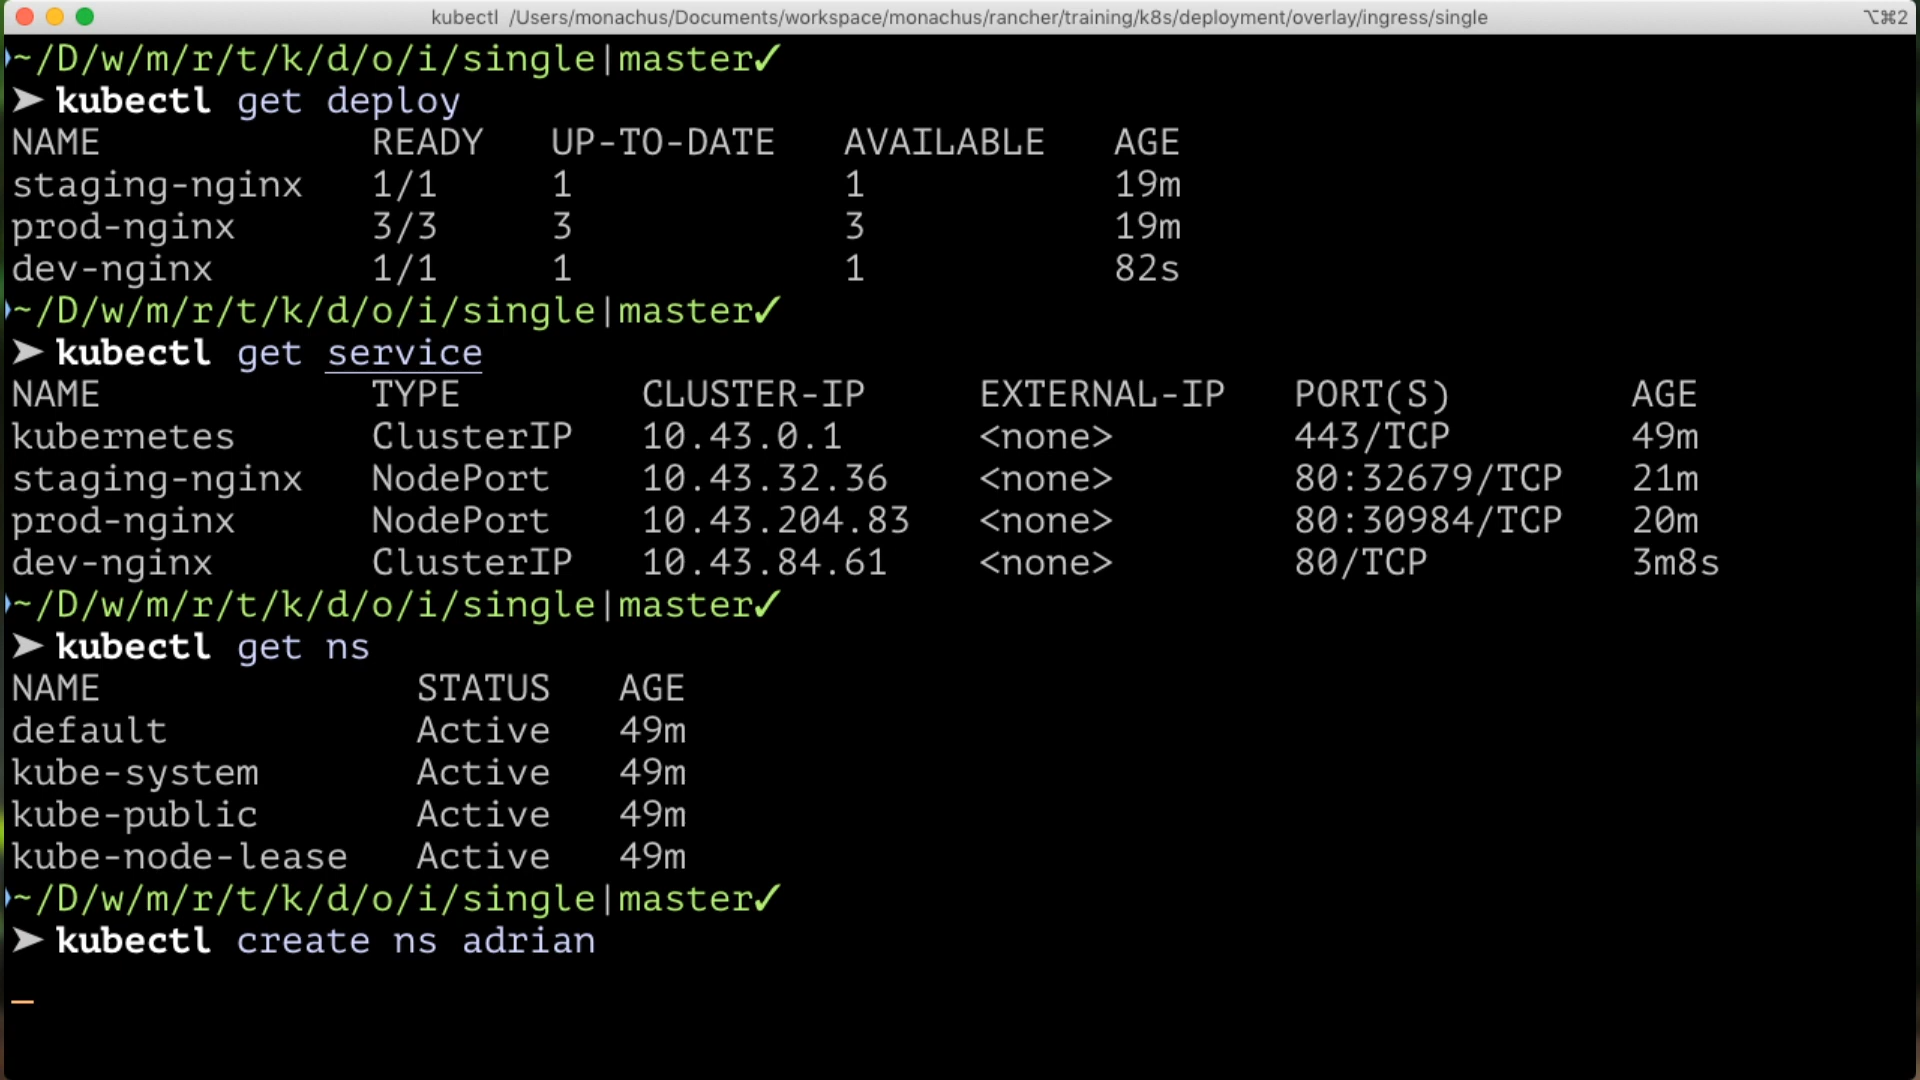 kubectl /Users/monachus/Documents/workspace/monachus/rancher/training/k8s/deployment/overlay/ingress/single ⌥⌘2
~/D/w/m/r/t/k/d/o/i/single|master✓
➤ kubectl get deploy
NAME READY UP-TO-DATE AVAILABLE AGE
staging-nginx 1/1 1 1 19m
prod-nginx 3/3 3 3 19m
dev-nginx 1/1 1 1 82s
~/D/w/m/r/t/k/d/o/i/single|master✓
➤ kubectl get service
NAME TYPE CLUSTER-IP EXTERNAL-IP PORT(S) AGE
kubernetes ClusterIP 10.43.0.1 <none> 443/TCP 49m
staging-nginx NodePort 10.43.32.36 <none> 80:32679/TCP 21m
prod-nginx NodePort 10.43.204.83 <none> 80:30984/TCP 20m
dev-nginx ClusterIP 10.43.84.61 <none> 80/TCP 3m8s
~/D/w/m/r/t/k/d/o/i/single|master✓
➤ kubectl get ns
NAME STATUS AGE
default Active 49m
kube-system Active 49m
kube-public Active 49m
kube-node-lease Active 49m
~/D/w/m/r/t/k/d/o/i/single|master✓
➤ kubectl create ns adrian